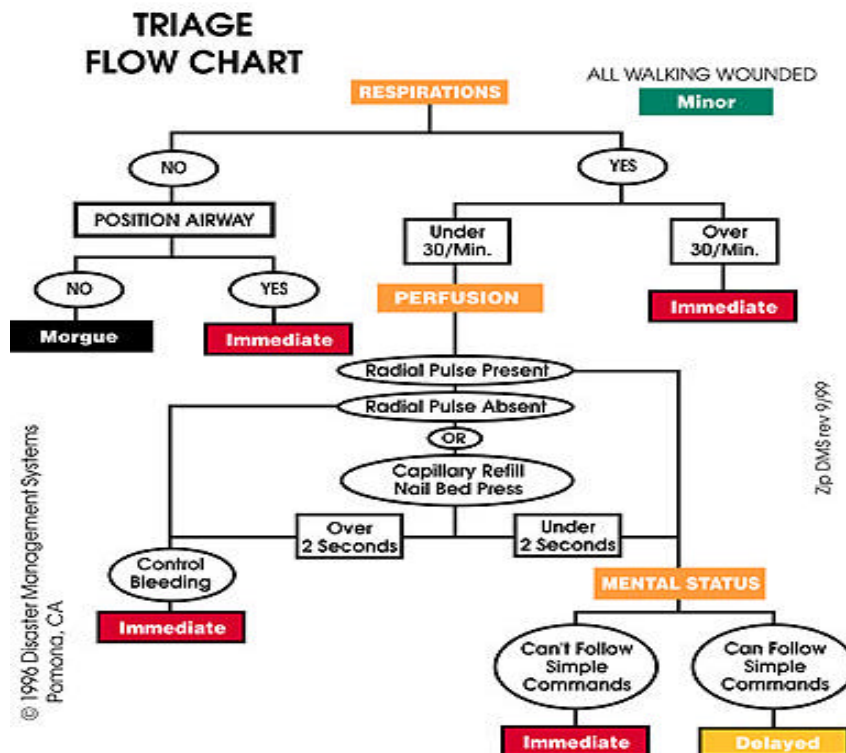 TRIAGE
FLOW CHART
ALL WALKING WOUNDED
Minor
RESPIRATIONS
NO
YES
POSITION AIRWAY
Under
30/Min.
Over
30/Min.
NO
YES
PERFUSION
Immediate
Morgue
Immediate
Radial Pulse Present
Radial Pulse Absent
OR
Capillary Refill
Nail Bed Press
Over
2 Seconds
Under
2 Seconds
Control
Bleeding
MENTAL STATUS
Immediate
Can't Follow
Simple
Commands
Can Follow
Simple
Commands
Immediate
Delayed
© 1996 Disaster Management Systems
Pomona, CA
Zip DMS rev 9/99